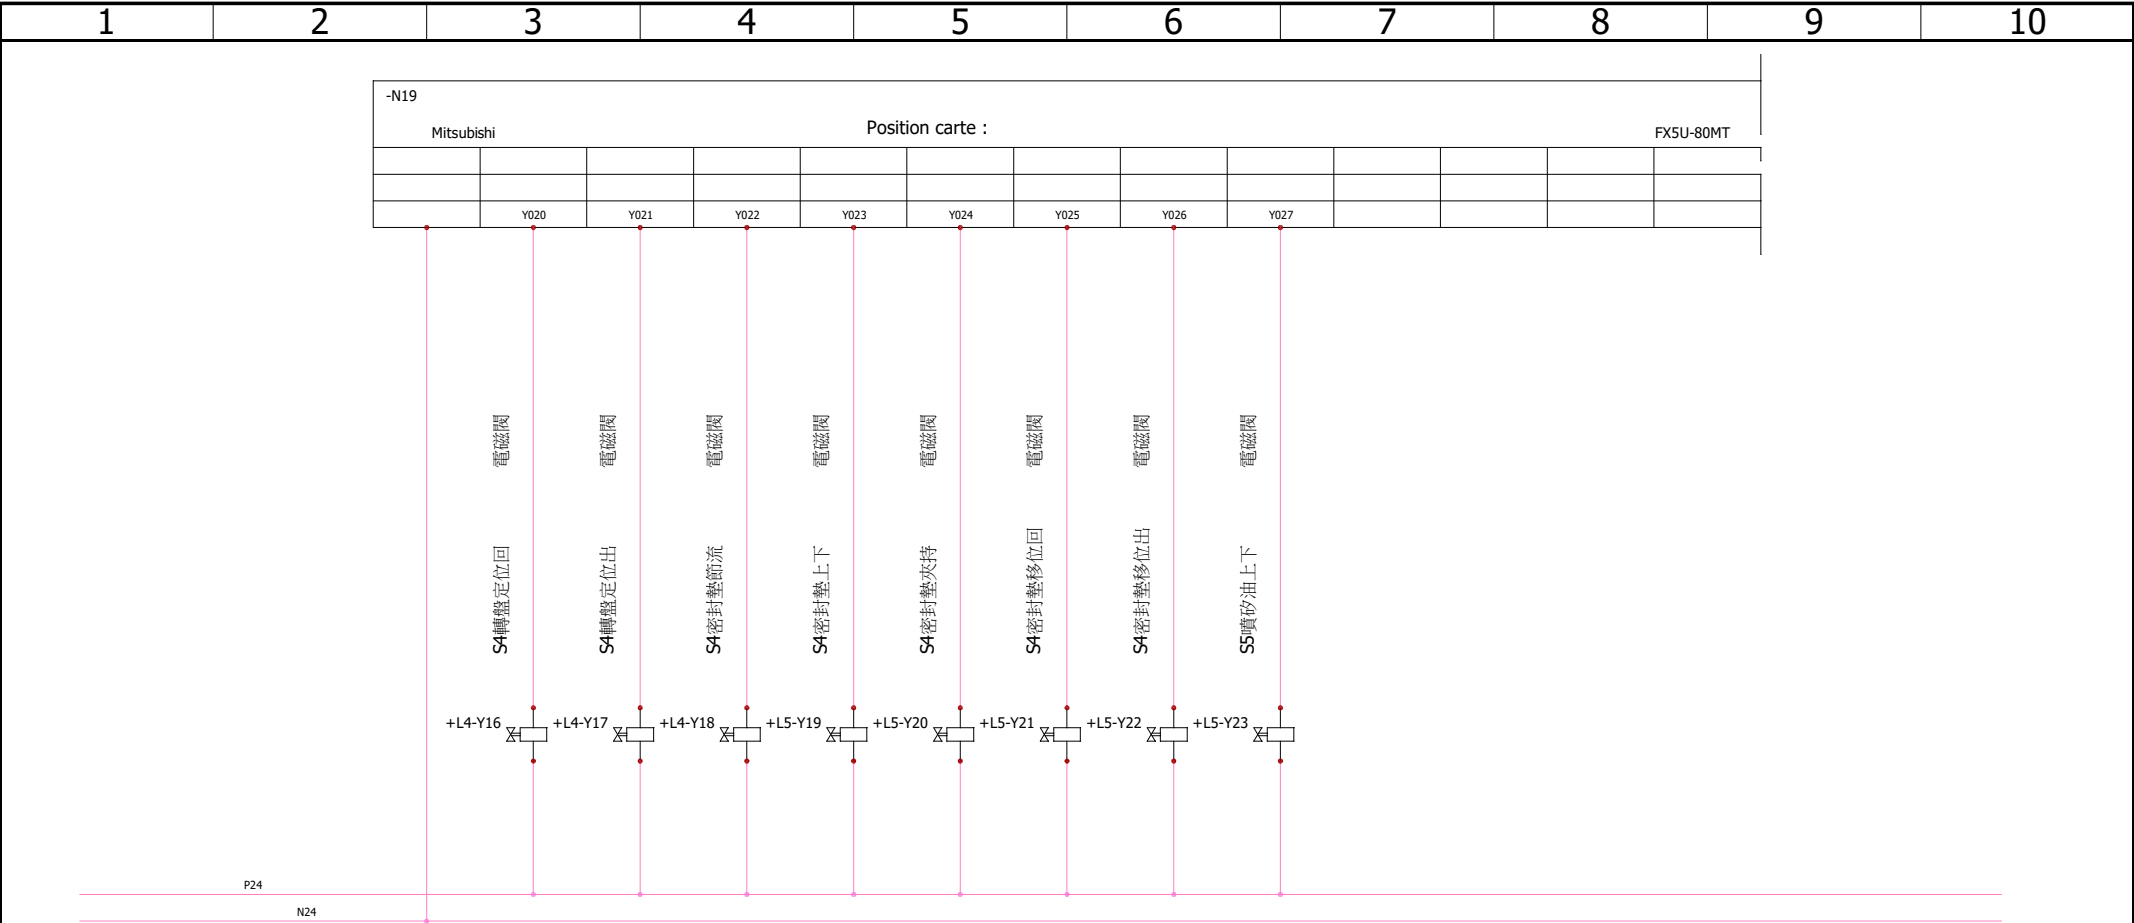 1 2 3 4 5 6 7 8 9 10
-N19
Mitsubishi Position carte : FX5U-80MT
Y020 Y021 Y022 Y023 Y024 Y025 Y026 Y027
S4轉盤定位回 電磁閥
S4轉盤定位出 電磁閥
S4密封墊節流 電磁閥
S4密封墊上下 電磁閥
S4密封墊夾持 電磁閥
S4密封墊移位回 電磁閥
S4密封墊移位出 電磁閥
S5噴矽油上下 電磁閥
+L4-Y16 +L4-Y17 +L4-Y18 +L5-Y19 +L5-Y20 +L5-Y21 +L5-Y22 +L5-Y23
P24
N24